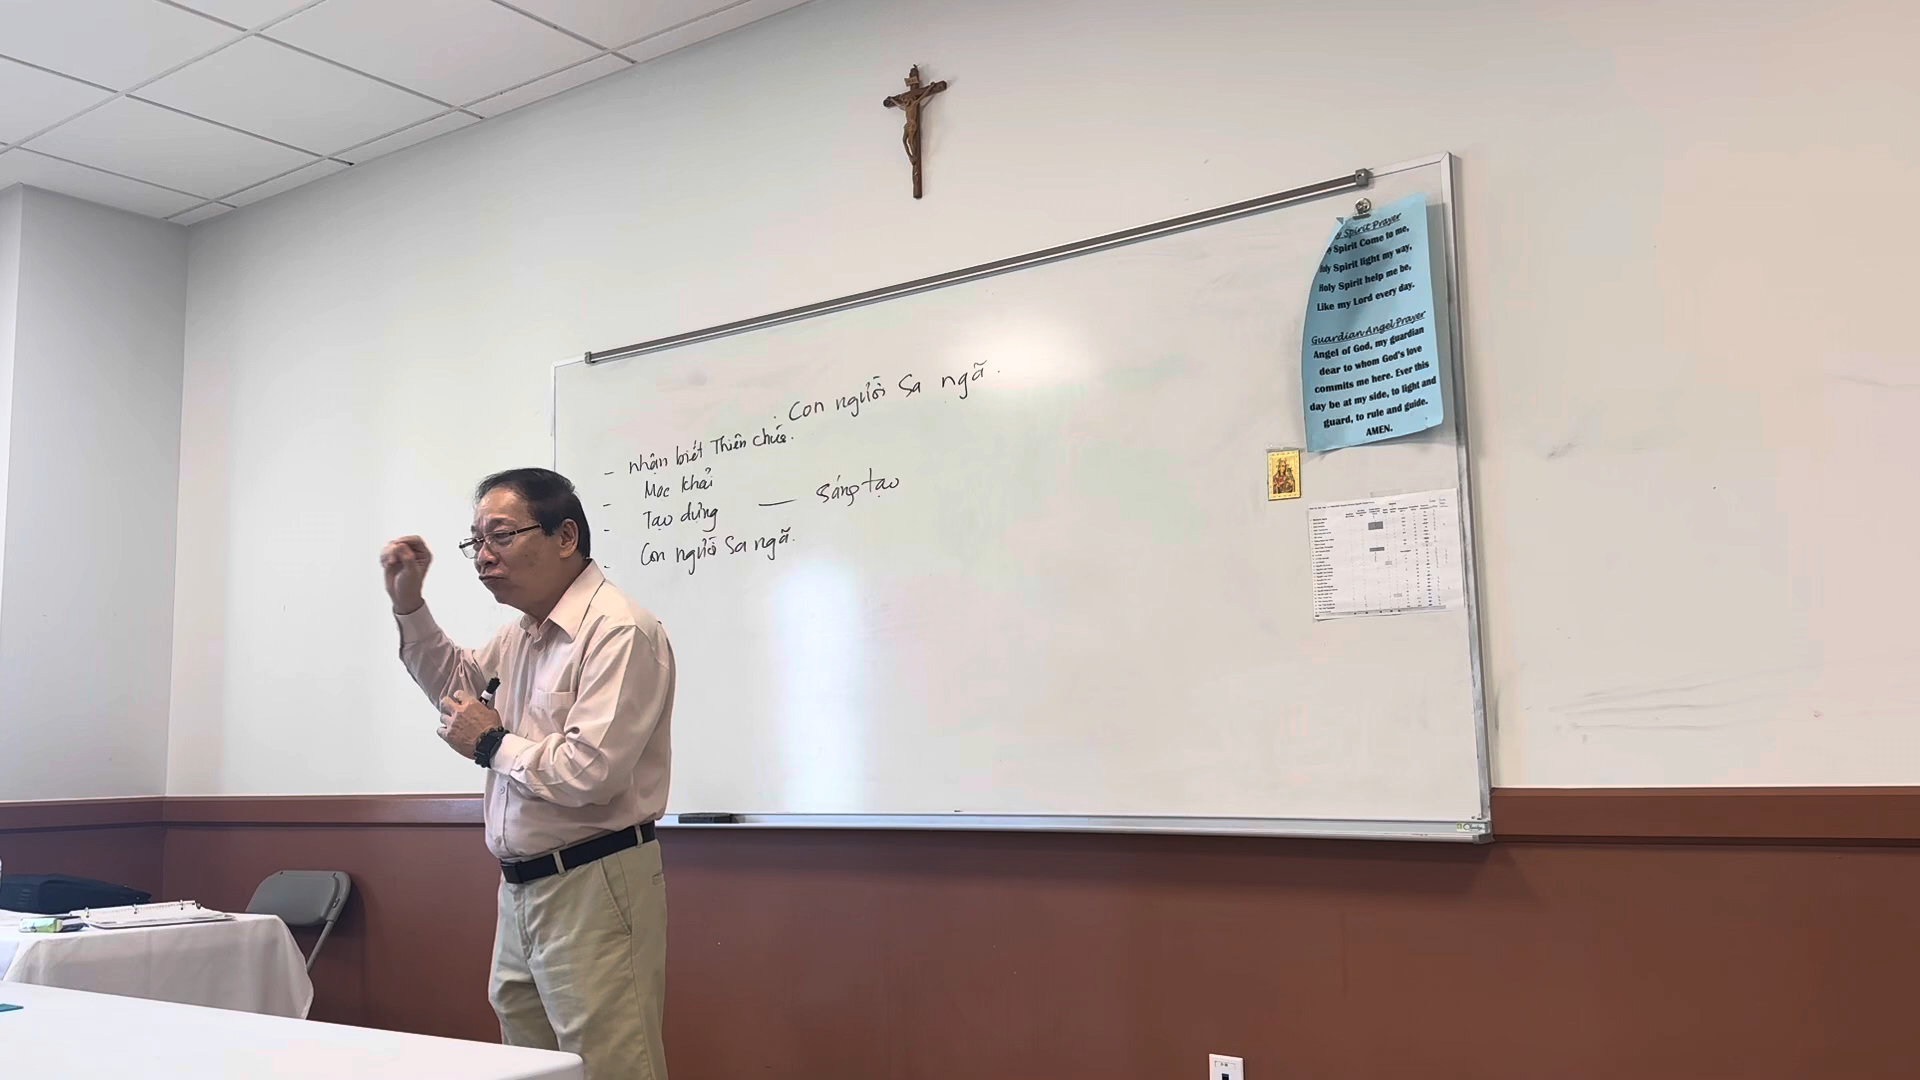 . Con người Sa ngã.
- Nhận biết Thiên chúa.
- Mạc khải
- Tạo dựng — Sáng tạo
- Con người Sa ngã.
Spirit Prayer
Spirit Come to me,
Holy Spirit light my way,
Holy Spirit help me be,
Like my Lord every day.
Guardian Angel Prayer
Angel of God, my guardian
dear to whom God's love
commits me here. Ever this
day be at my side, to light and
guard, to rule and guide.
AMEN.